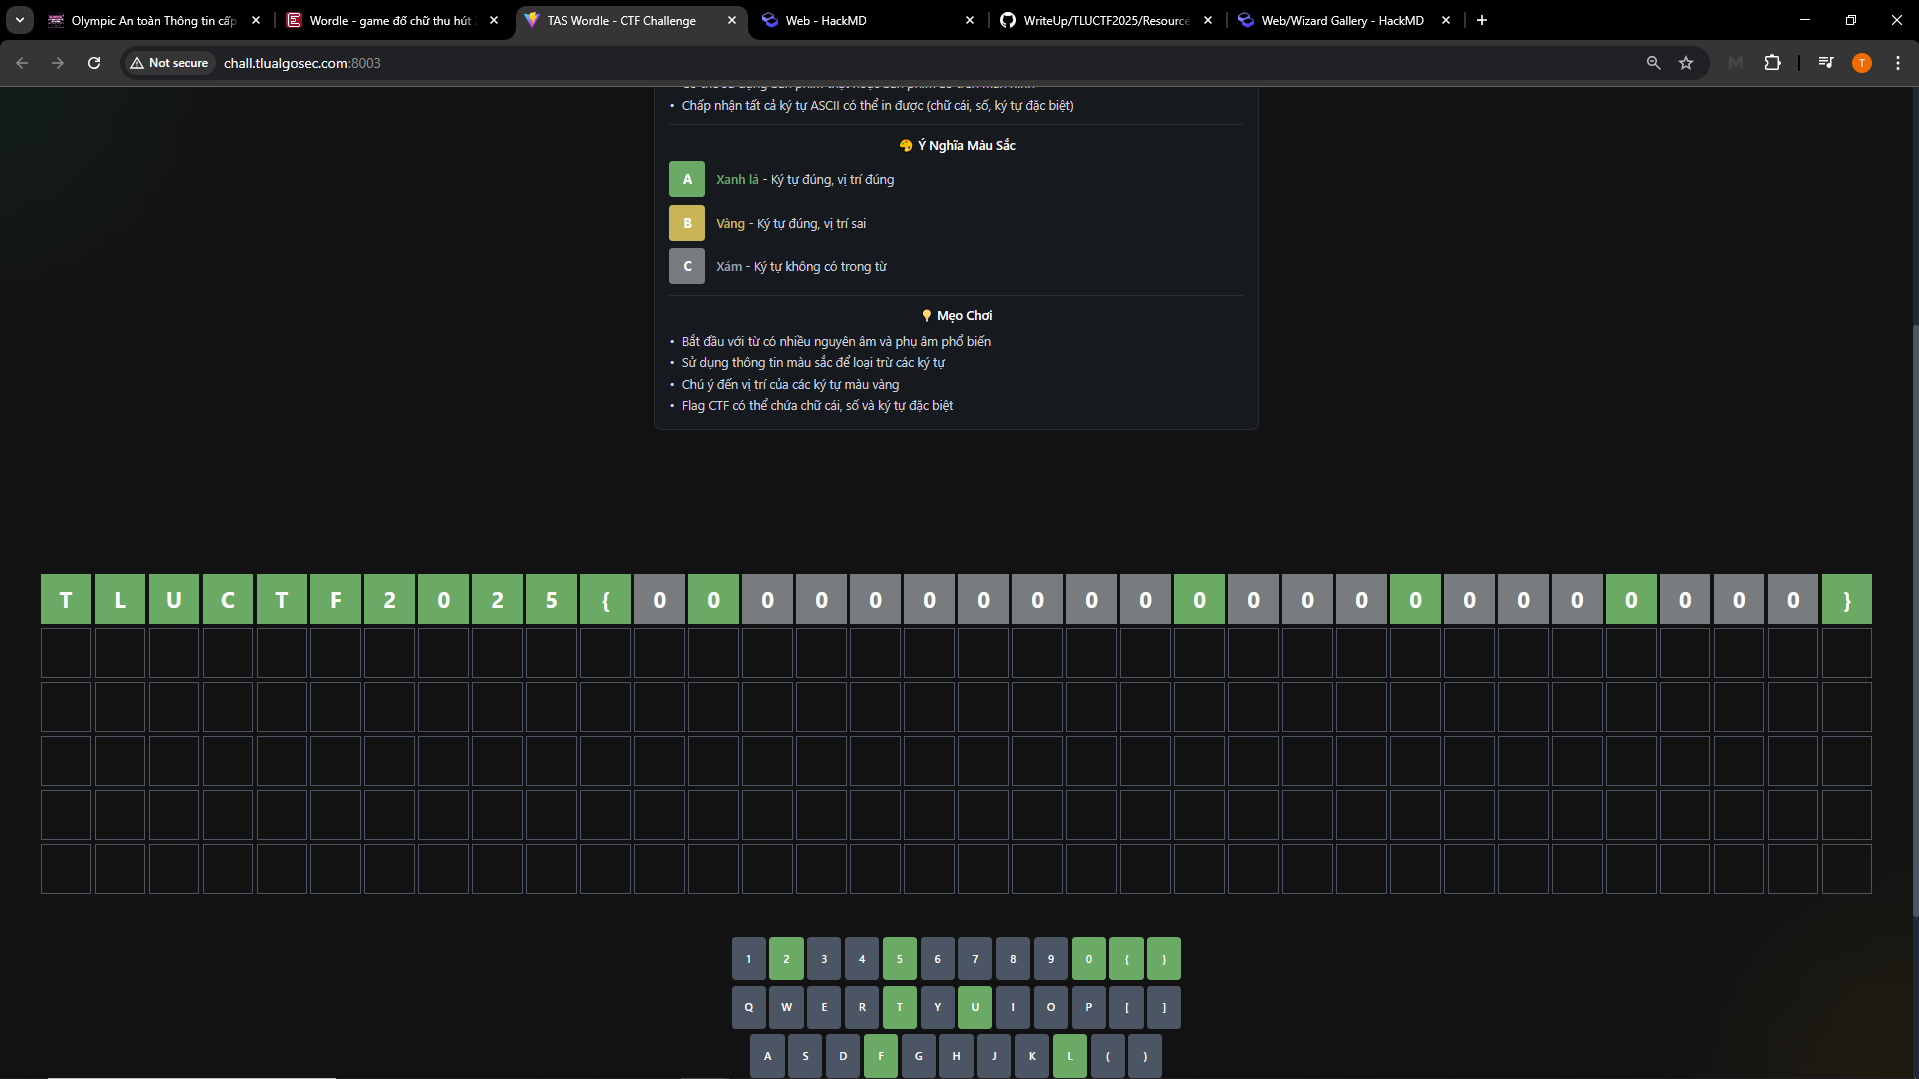 Olympic An toàn Thông tin cấp
Wordle - game đố chữ thu hút
TAS Wordle - CTF Challenge
Web - HackMD
WriteUp/TLUCTF2025/Resource
Web/Wizard Gallery - HackMD
Not secure
chall.tlualgosec.com:8003
T
• Chấp nhận tất cả ký tự ASCII có thể in được (chữ cái, số, ký tự đặc biệt)
Ý Nghĩa Màu Sắc
A Xanh lá - Ký tự đúng, vị trí đúng
B Vàng - Ký tự đúng, vị trí sai
C Xám - Ký tự không có trong từ
Mẹo Chơi
• Bắt đầu với từ có nhiều nguyên âm và phụ âm phổ biến
• Sử dụng thông tin màu sắc để loại trừ các ký tự
• Chú ý đến vị trí của các ký tự màu vàng
• Flag CTF có thể chứa chữ cái, số và ký tự đặc biệt
T L U C T F 2 0 2 5 { 0 0 0 0 0 0 0 0 0 0 0 0 0 0 0 0 0 0 0 0 0 0 }
1 2 3 4 5 6 7 8 9 0 { }
Q W E R T Y U I O P [ ]
A S D F G H J K L ( )